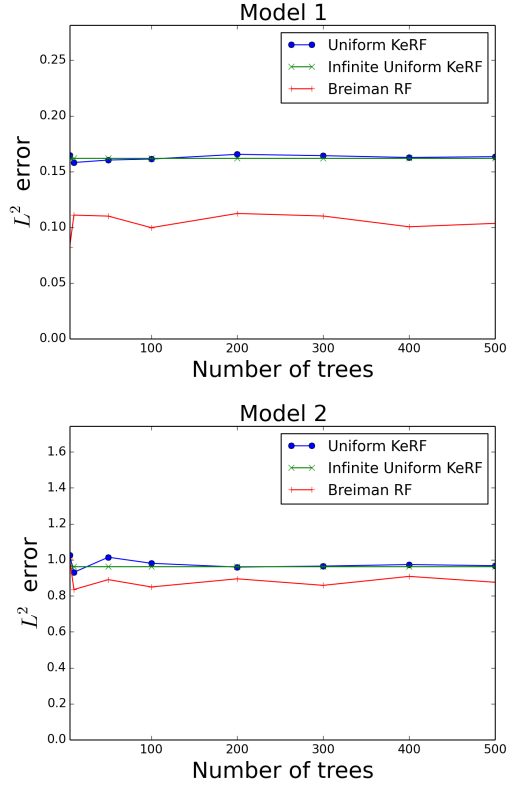 Model 1
0.25
0.20
0.15
0.10
0.05
0.00
L² error
Uniform KeRF
Infinite Uniform KeRF
Breiman RF
100 200 300 400 500
Number of trees
Model 2
1.6
1.4
1.2
1.0
0.8
0.6
0.4
0.2
0.0
L² error
Uniform KeRF
Infinite Uniform KeRF
Breiman RF
100 200 300 400 500
Number of trees